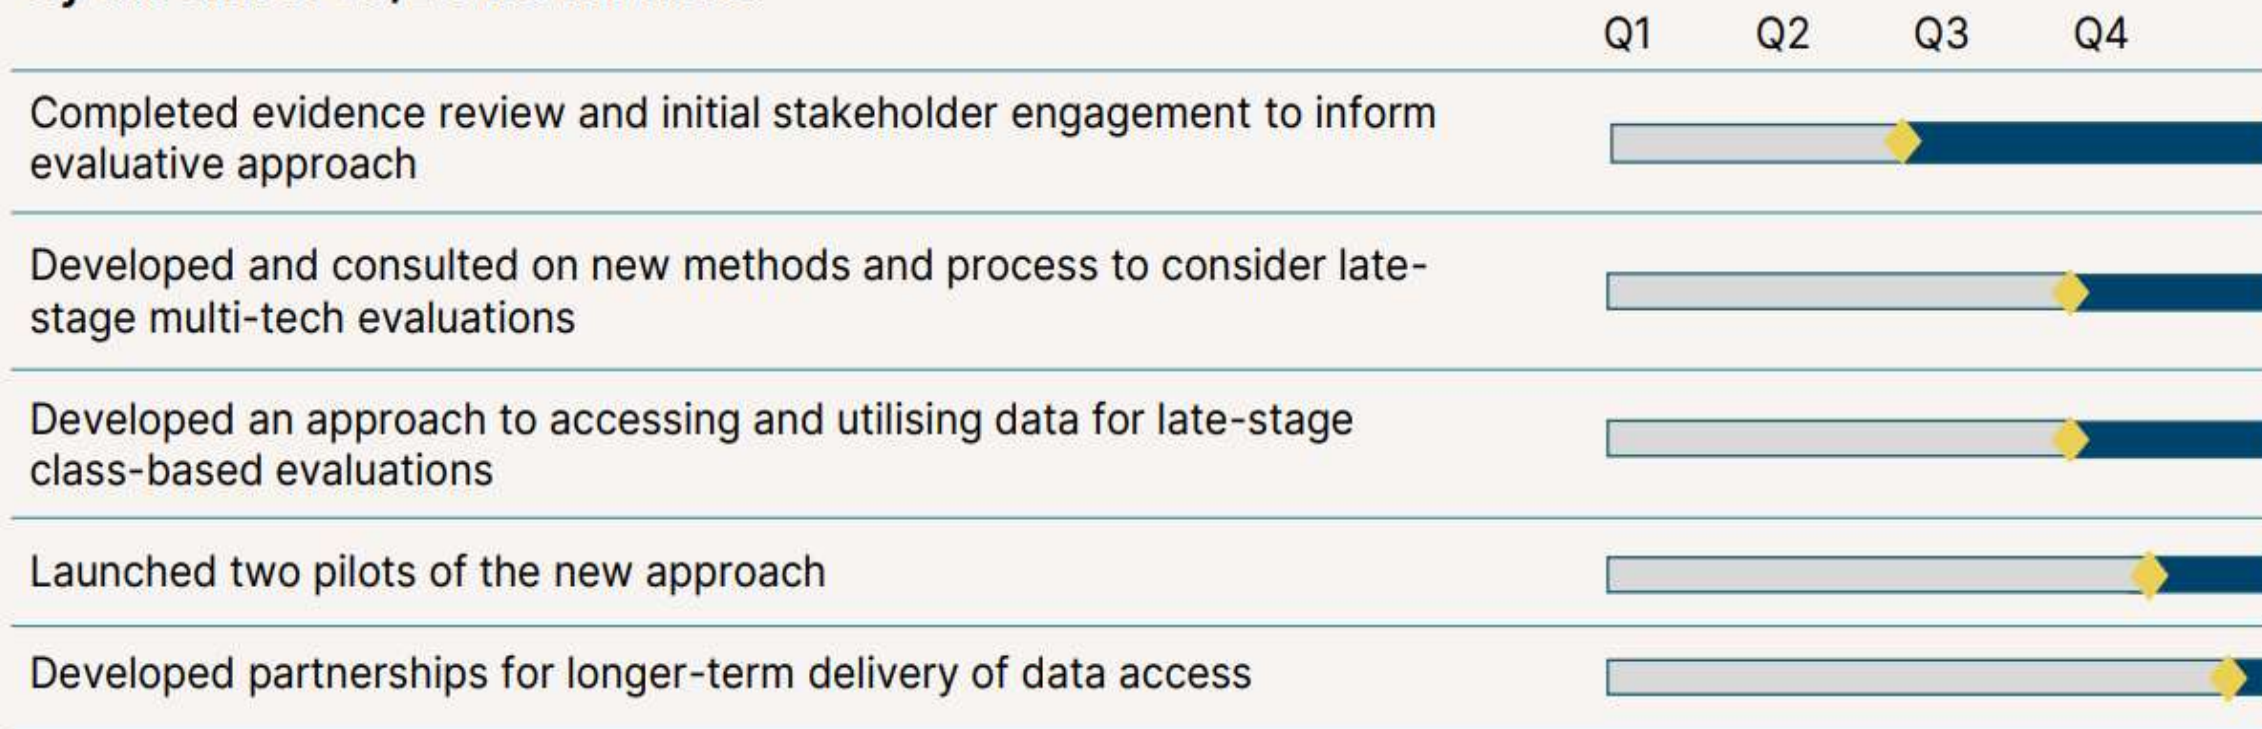 Q1 Q2 Q3 Q4
Completed evidence review and initial stakeholder engagement to inform
evaluative approach
Developed and consulted on new methods and process to consider late-
stage multi-tech evaluations
Developed an approach to accessing and utilising data for late-stage
class-based evaluations
Launched two pilots of the new approach
Developed partnerships for longer-term delivery of data access